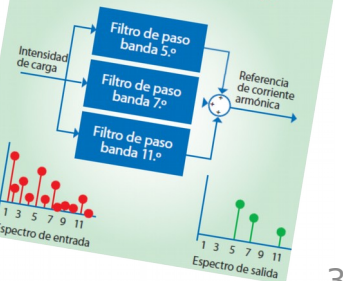 Filtro de paso
banda 5.º
Intensidad
de carga
Filtro de paso
banda 7.º
Referencia
de corriente
armónica
Filtro de paso
banda 11.º
1 3 5 7 9 11
Espectro de entrada
1 3 5 7 9 11
Espectro de salida
3